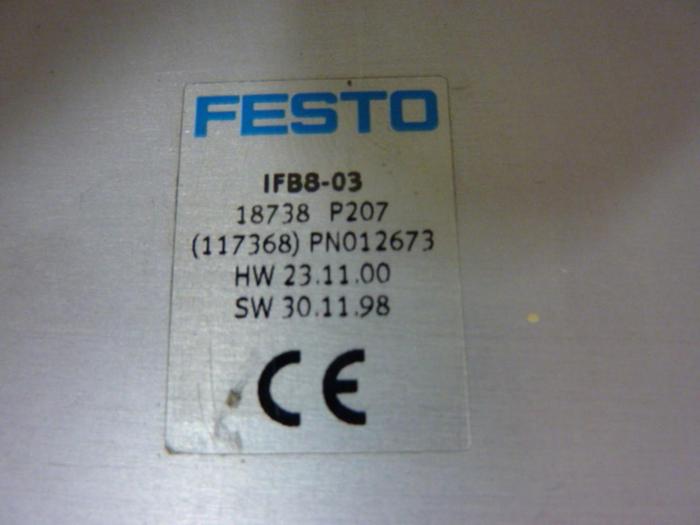 FESTO
IFB8-03
18738 P207
(117368) PN012673
HW 23.11.00
SW 30.11.98
CE